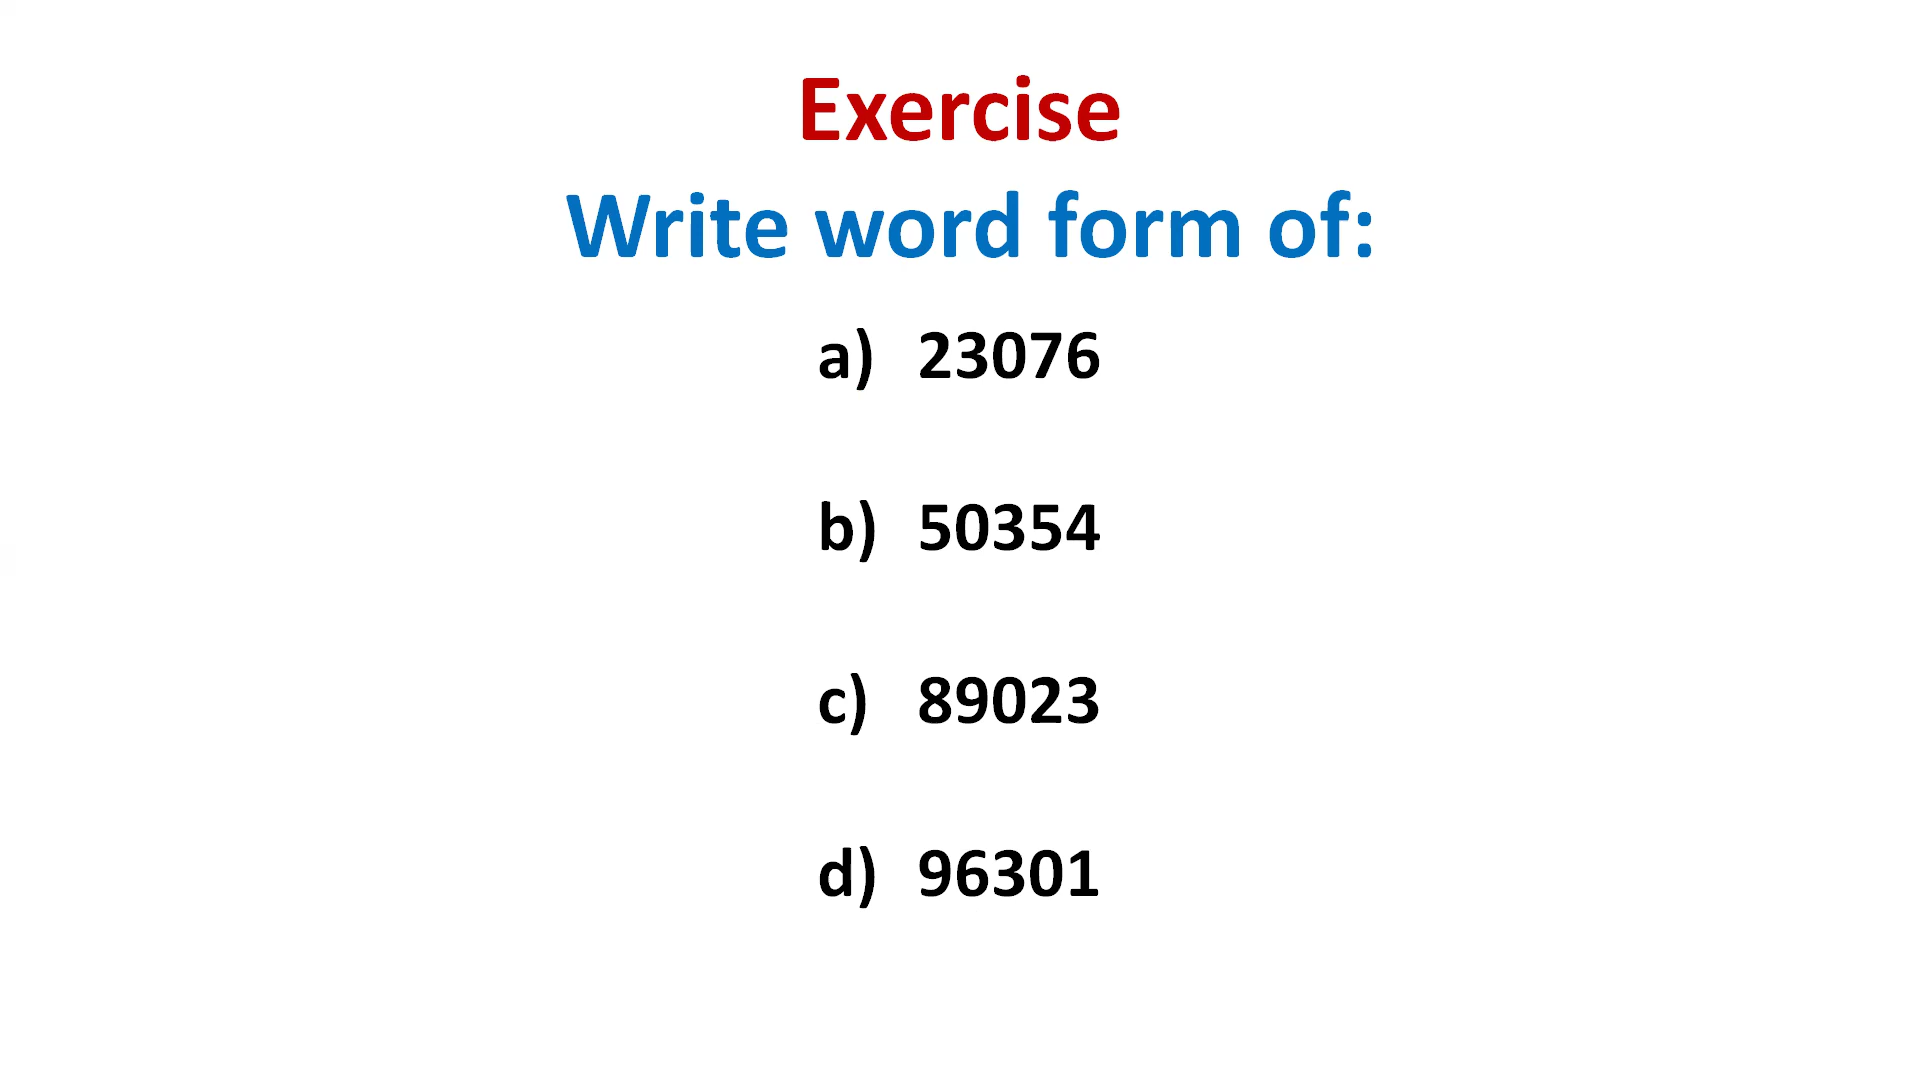 Exercise
Write word form of:
a) 23076
b) 50354
c) 89023
d) 96301